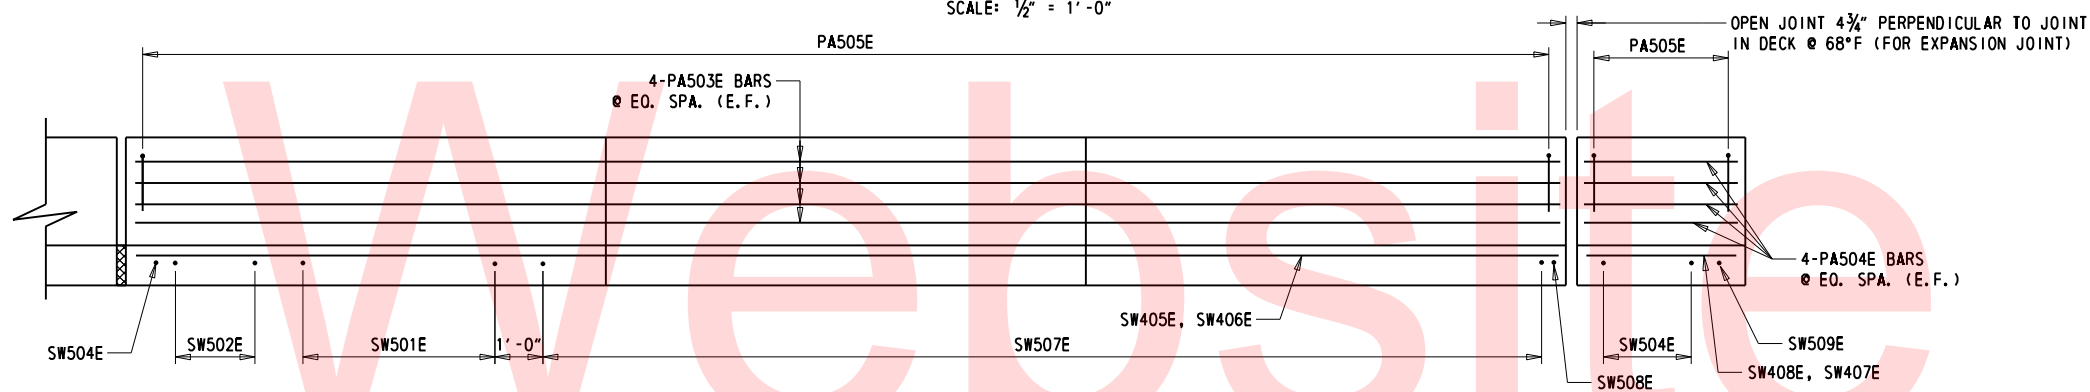 SCALE: ½" = 1'-0"
OPEN JOINT 4¾" PERPENDICULAR TO JOINT
IN DECK @ 68°F (FOR EXPANSION JOINT)
PA505E
PA505E
4-PA503E BARS
@ EQ. SPA. (E.F.)
4-PA504E BARS
@ EQ. SPA. (E.F.)
SW405E, SW406E
SW504E
SW502E
SW501E
1'-0"
SW507E
SW504E
SW509E
SW408E, SW407E
SW508E
Website